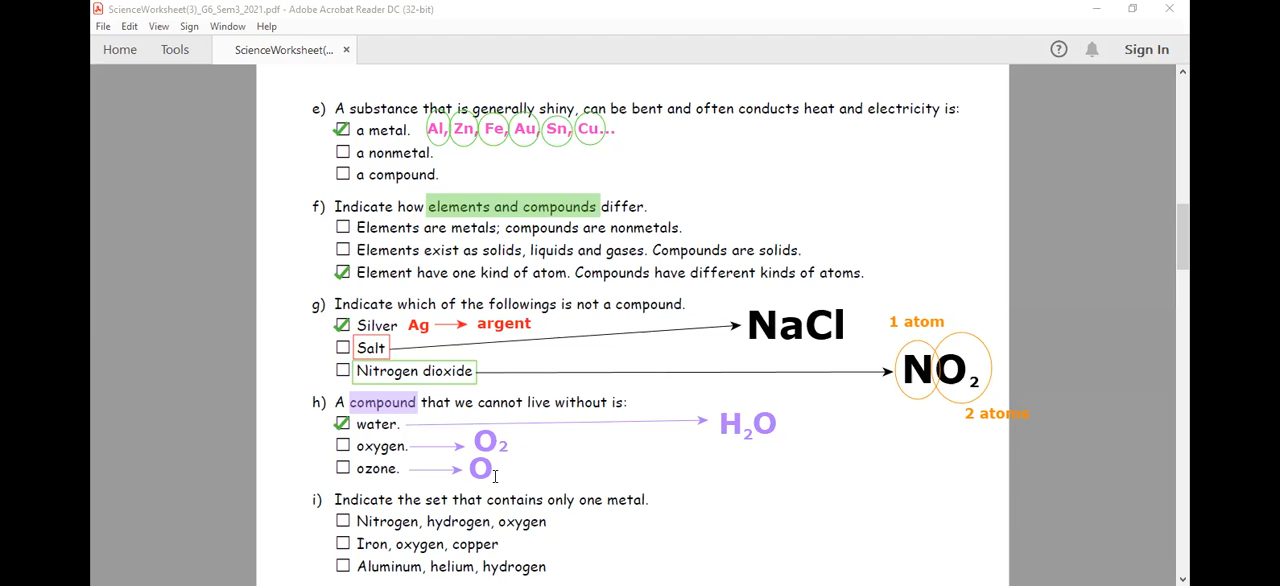 ScienceWorksheet(3)_G6_Sem3_2021.pdf - Adobe Acrobat Reader DC (32-bit)
File Edit View Sign Window Help
Home Tools ScienceWorksheet(... × Sign In
e) A substance that is generally shiny, can be bent and often conducts heat and electricity is:
a metal. Al, Zn, Fe, Au, Sn, Cu...
a nonmetal.
a compound.
f) Indicate how elements and compounds differ.
Elements are metals; compounds are nonmetals.
Elements exist as solids, liquids and gases. Compounds are solids.
Element have one kind of atom. Compounds have different kinds of atoms.
g) Indicate which of the followings is not a compound.
Silver Ag argent NaCl 1 atom
Salt
Nitrogen dioxide NO2
h) A compound that we cannot live without is: 2 atoms
water. H2O
oxygen. O2
ozone. O
i) Indicate the set that contains only one metal.
Nitrogen, hydrogen, oxygen
Iron, oxygen, copper
Aluminum, helium, hydrogen